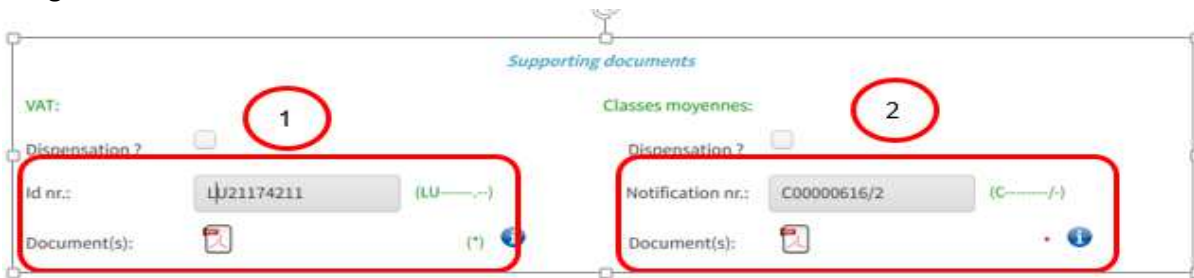 Supporting documents
VAT: 1 Classes moyennes: 2
Dispensation ? Dispensation ?
Id nr.: LU21174211 (LU------.--) Notification nr.: C00000616/2 (C--------/-)
Document(s): (*) Document(s): *